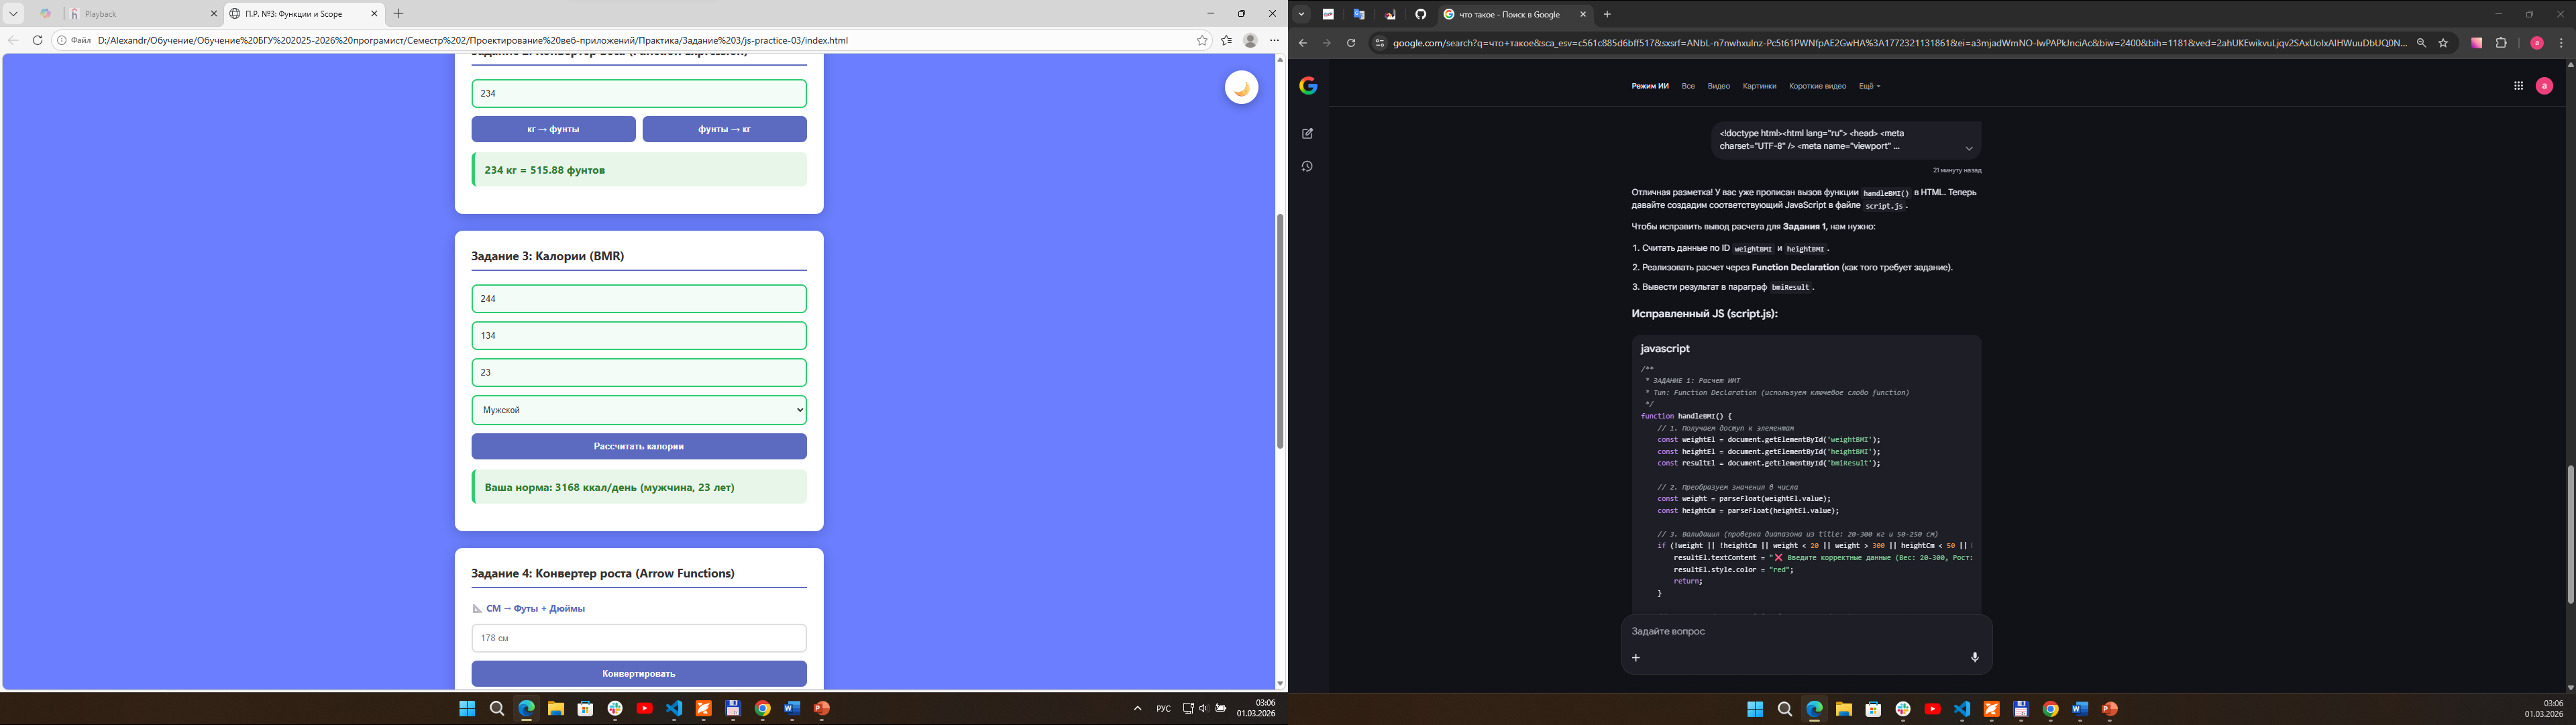 Playback
П.Р. №3: Функции и Scope
Файл
D:/Alexandr/Обучение/Обучение%20БГУ%202025-2026%20програмист/Семестр%202/Проектирование%20веб-приложений/Практика/Задание%203/js-practice-03/index.html
234
кг → фунты
фунты → кг
234 кг = 515.88 фунтов
Задание 3: Калории (BMR)
244
134
23
Мужской
Рассчитать калории
Ваша норма: 3168 ккал/день (мужчина, 23 лет)
Задание 4: Конвертер роста (Arrow Functions)
СМ → Футы + Дюймы
178 см
Конвертировать
РУС
03:06
01.03.2026
что такое - Поиск в Google
Режим ИИ
Все
Видео
Картинки
Короткие видео
Ещё
a
<!doctype html><html lang="ru"> <head> <meta
charset="UTF-8" /> <meta name="viewport" ...
21 минуту назад
Отличная разметка! У вас уже прописан вызов функции handleBMI() в HTML. Теперь
давайте создадим соответствующий JavaScript в файле script.js.
Чтобы исправить вывод расчета для Задания 1, нам нужно:
1. Считать данные по ID weightBMI и heightBMI.
2. Реализовать расчет через Function Declaration (как того требует задание).
3. Вывести результат в параграф bmiResult.
Исправленный JS (script.js):
javascript
/**
* ЗАДАНИЕ 1: Расчет ИМТ
* Тип: Function Declaration (используем ключевое слово function)
*/
function handleBMI() {
// 1. Получаем доступ к элементам
const weightEl = document.getElementById('weightBMI');
const heightEl = document.getElementById('heightBMI');
const resultEl = document.getElementById('bmiResult');
// 2. Преобразуем значения в числа
const weight = parseFloat(weightEl.value);
const heightCm = parseFloat(heightEl.value);
// 3. Валидация (проверка диапазона из title: 20-300 кг и 50-250 см)
if (!weight || !heightCm || weight < 20 || weight > 300 || heightCm < 50 ||
resultEl.textContent = "❌ Введите корректные данные (Вес: 20-300, Рост:
resultEl.style.color = "red";
return;
}
Задайте вопрос
03:06
01.03.2026